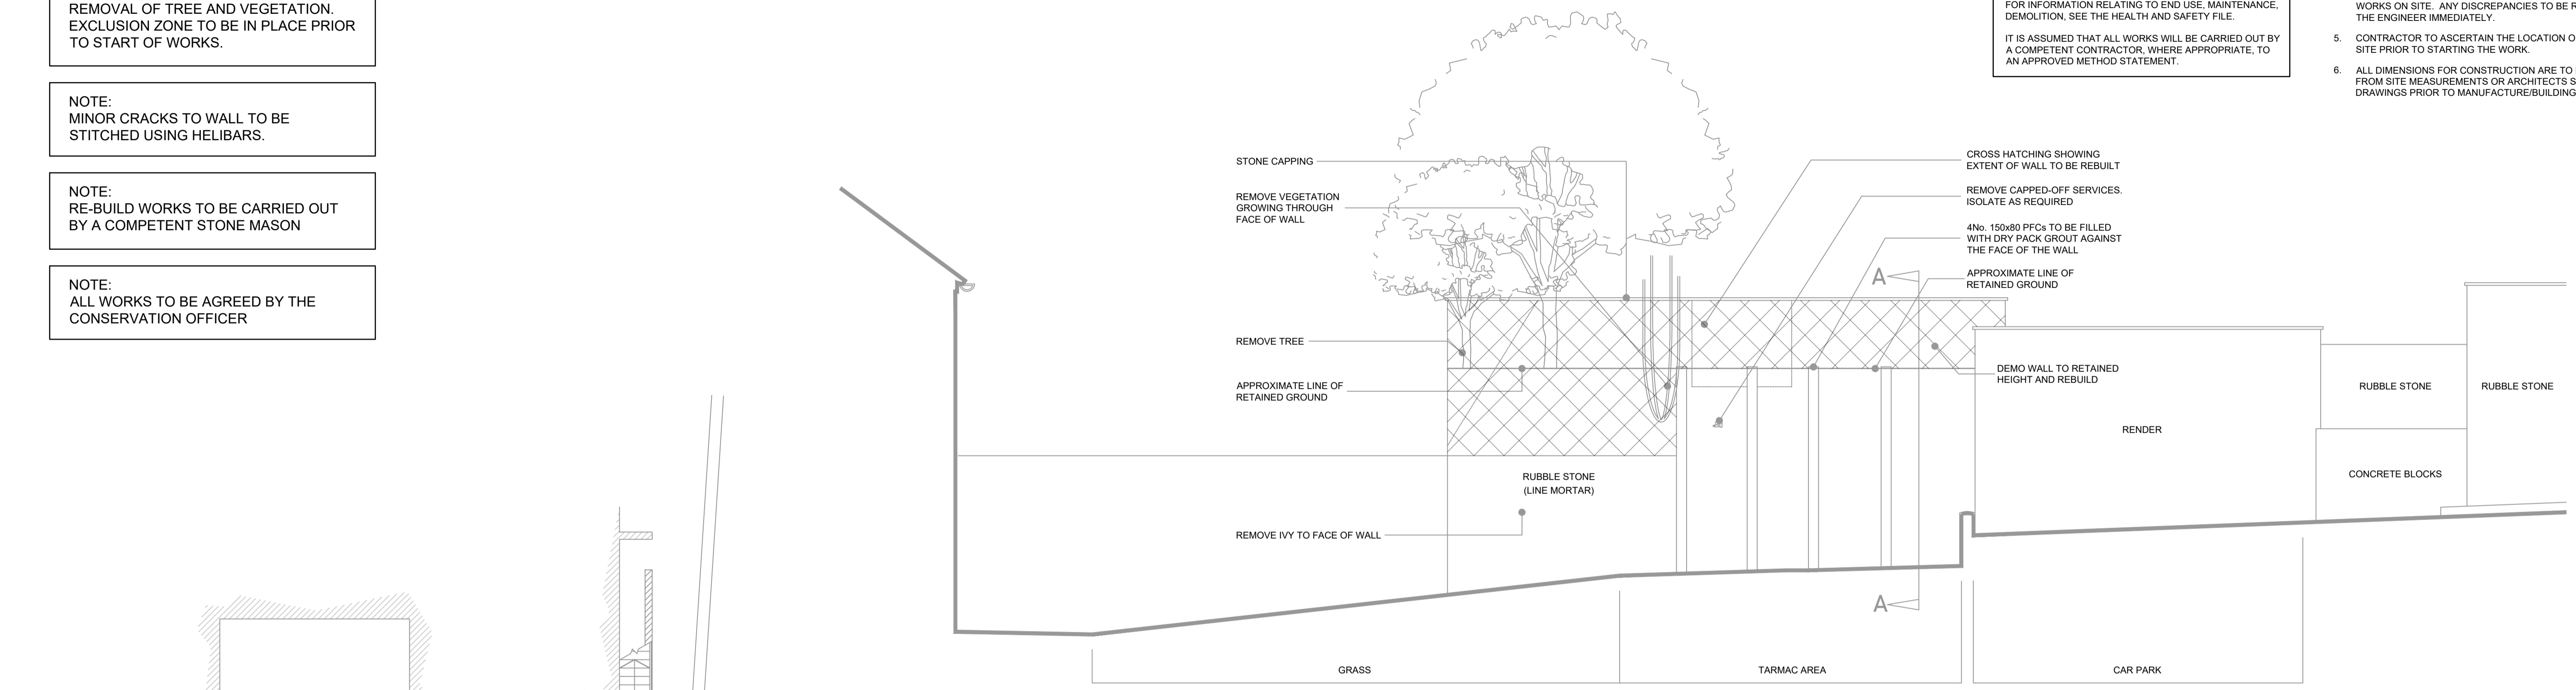 REMOVAL OF TREE AND VEGETATION.
EXCLUSION ZONE TO BE IN PLACE PRIOR
TO START OF WORKS.
NOTE:
MINOR CRACKS TO WALL TO BE
STITCHED USING HELIBARS.
NOTE:
RE-BUILD WORKS TO BE CARRIED OUT
BY A COMPETENT STONE MASON
NOTE:
ALL WORKS TO BE AGREED BY THE
CONSERVATION OFFICER
STONE CAPPING
REMOVE VEGETATION
GROWING THROUGH
FACE OF WALL
REMOVE TREE
APPROXIMATE LINE OF
RETAINED GROUND
REMOVE IVY TO FACE OF WALL
RUBBLE STONE
(LINE MORTAR)
GRASS
TARMAC AREA
CAR PARK
FOR INFORMATION RELATING TO END USE, MAINTENANCE,
DEMOLITION, SEE THE HEALTH AND SAFETY FILE.
IT IS ASSUMED THAT ALL WORKS WILL BE CARRIED OUT BY
A COMPETENT CONTRACTOR, WHERE APPROPRIATE, TO
AN APPROVED METHOD STATEMENT.
CROSS HATCHING SHOWING
EXTENT OF WALL TO BE REBUILT
REMOVE CAPPED-OFF SERVICES.
ISOLATE AS REQUIRED
4No. 150x80 PFCs TO BE FILLED
WITH DRY PACK GROUT AGAINST
THE FACE OF THE WALL
APPROXIMATE LINE OF
RETAINED GROUND
A
A
DEMO WALL TO RETAINED
HEIGHT AND REBUILD
RENDER
RUBBLE STONE
RUBBLE STONE
CONCRETE BLOCKS
WORKS ON SITE. ANY DISCREPANCIES TO BE R
THE ENGINEER IMMEDIATELY.
5. CONTRACTOR TO ASCERTAIN THE LOCATION O
SITE PRIOR TO STARTING THE WORK.
6. ALL DIMENSIONS FOR CONSTRUCTION ARE TO
FROM SITE MEASUREMENTS OR ARCHITECTS S
DRAWINGS PRIOR TO MANUFACTURE/BUILDING